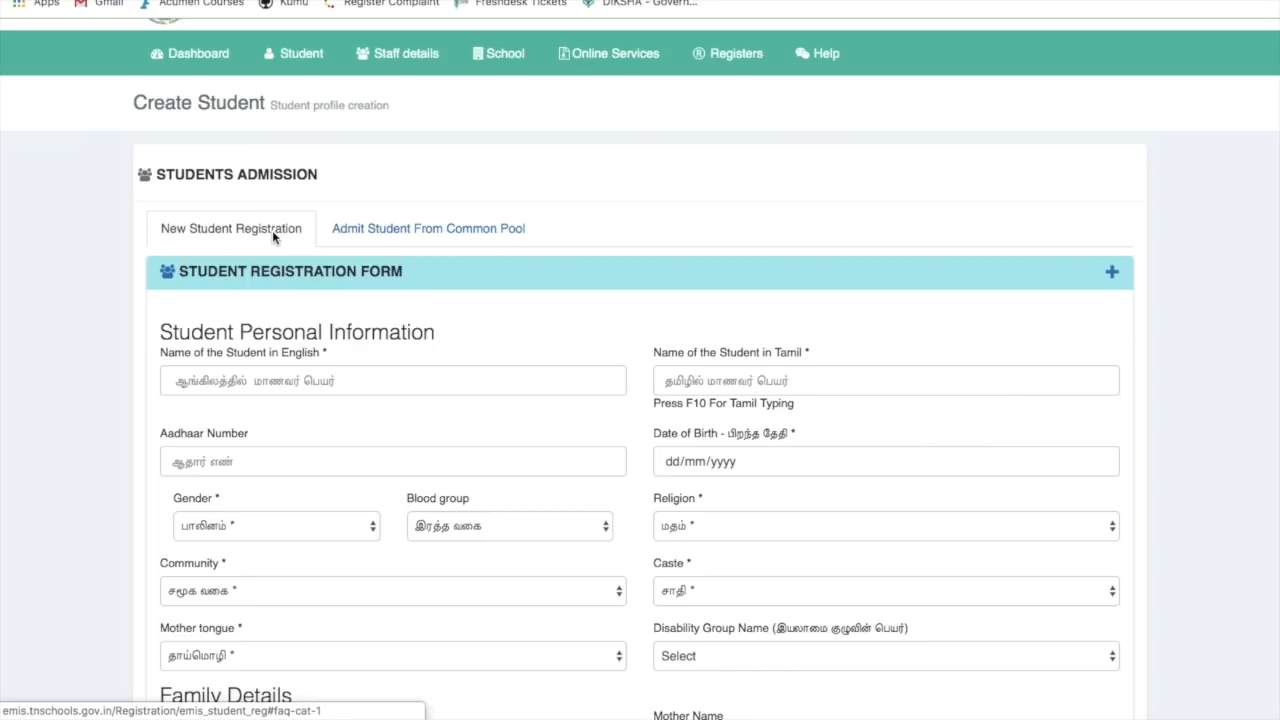 Apps Gmail Acumen Courses Kumu Register Complaint Freshdesk Tickets DIKSHA - Govern...
Dashboard Student Staff details School Online Services Registers Help
Create Student Student profile creation
STUDENTS ADMISSION
New Student Registration Admit Student From Common Pool
STUDENT REGISTRATION FORM
Student Personal Information
Name of the Student in English * Name of the Student in Tamil *
ஆங்கிலத்தில் மாணவர் பெயர் தமிழில் மாணவர் பெயர்
Press F10 For Tamil Typing
Aadhaar Number Date of Birth - பிறந்த தேதி *
ஆதார் எண் dd/mm/yyyy
Gender * Blood group Religion *
பாலினம் * இரத்த வகை மதம் *
Community * Caste *
சமூக வகை * சாதி *
Mother tongue * Disability Group Name (இயலாமை குழுவின் பெயர்)
தாய்மொழி * Select
Family Details
emis.tnschools.gov.in/Registration/emis_student_reg#faq-cat-1 Mother Name